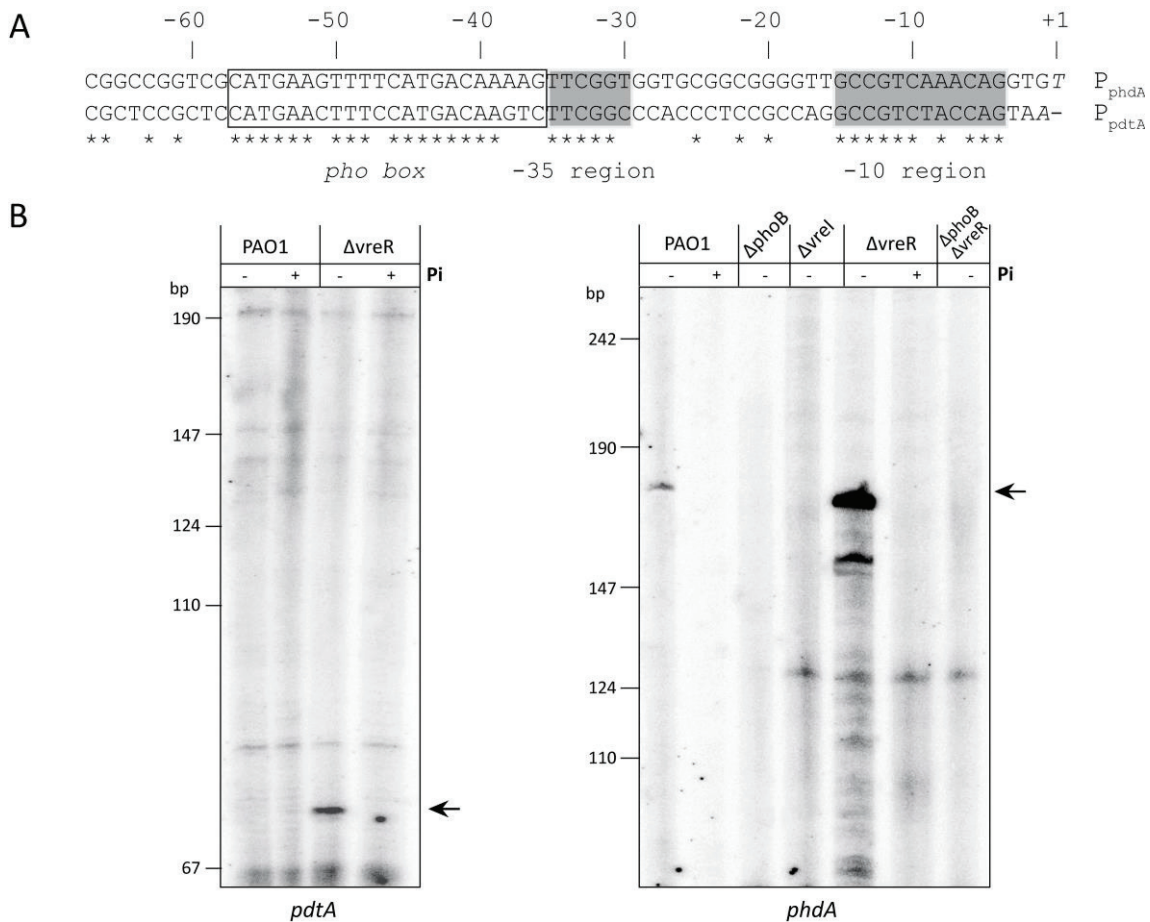 A
-60 -50 -40 -30 -20 -10 +1
CGGCCGGTCGCATGAAGTTTTCATGACAAAAGTTCGGTGGTGCGGCGGGGTTGCCGTCAAACAGGTGT PphdA
CGCTCCGCTCCATGAACTTTTCATGACAAGTCTTCGGCCCACCCTCCGCCAGGCCGTCTACCAGTAA- PpdtA
** * * ****** *** ******** ***** * * * ****** * ***
pho box -35 region -10 region
B
PAO1 ΔvreR
- + - + Pi
bp
190
147
124
110
67
pdtA
PAO1 ΔphoB ΔvreI ΔvreR ΔphoB ΔvreR
- + - - - + - Pi
bp
242
190
147
124
110
phdA